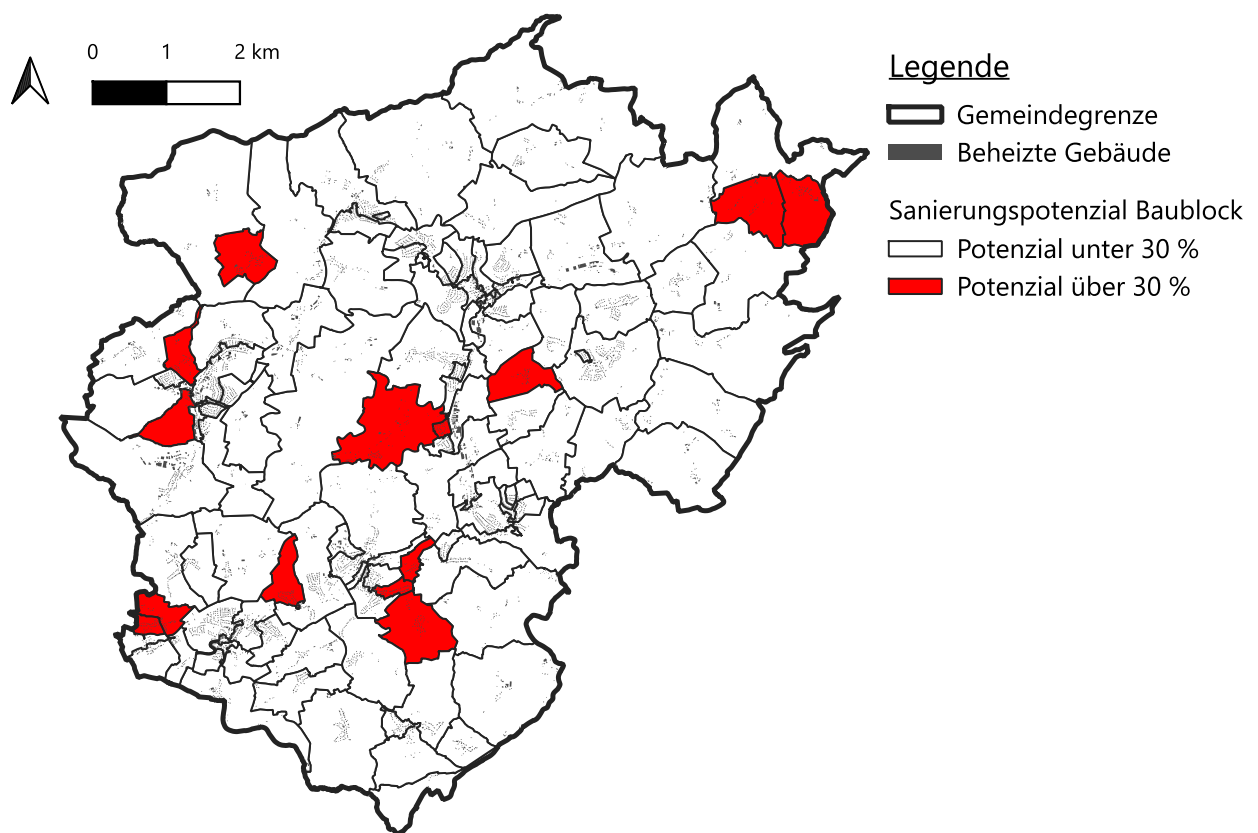 0 1 2 km
Legende
Gemeindegrenze
Beheizte Gebäude
Sanierungspotenzial Baublock
Potenzial unter 30 %
Potenzial über 30 %